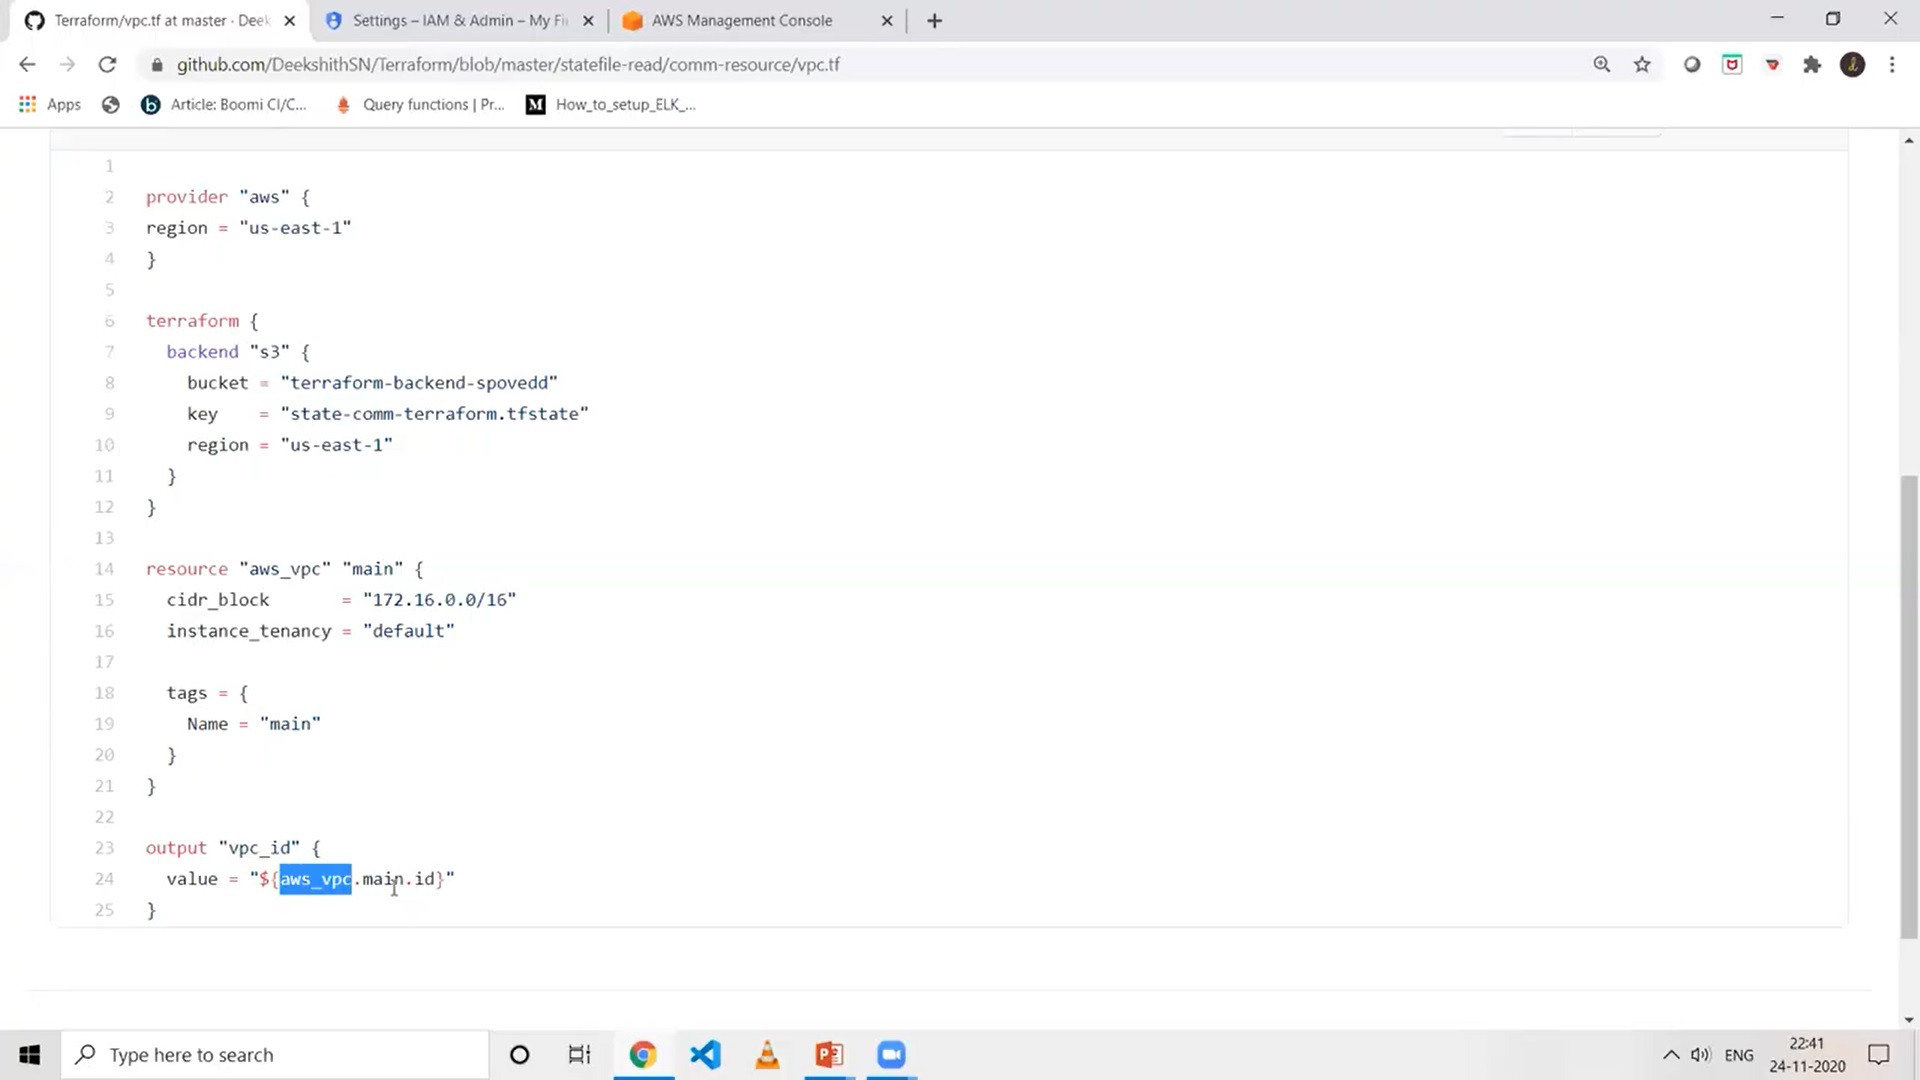 Terraform/vpc.tf at master · Deek
Settings – IAM & Admin – My Fi
AWS Management Console
github.com/DeekshithSN/Terraform/blob/master/statefile-read/comm-resource/vpc.tf
Apps
Article: Boomi CI/C...
Query functions | Pr...
How_to_setup_ELK_...
1
2 provider "aws" {
3 region = "us-east-1"
4 }
5
6 terraform {
7 backend "s3" {
8 bucket = "terraform-backend-spovedd"
9 key    = "state-comm-terraform.tfstate"
10 region = "us-east-1"
11 }
12 }
13
14 resource "aws_vpc" "main" {
15 cidr_block       = "172.16.0.0/16"
16 instance_tenancy = "default"
17
18 tags = {
19 Name = "main"
20 }
21 }
22
23 output "vpc_id" {
24 value = "${aws_vpc.main.id}"
25 }
Type here to search
ENG
22:41
24-11-2020